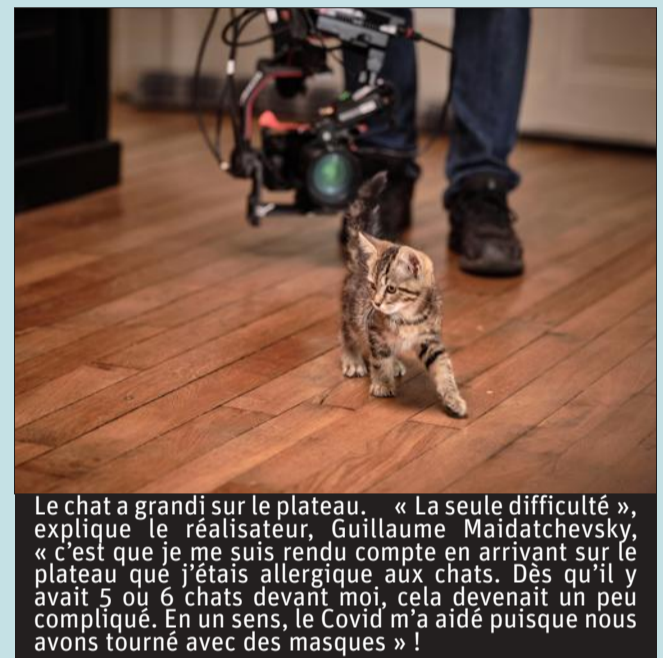 Le chat a grandi sur le plateau. « La seule difficulté »,
explique le réalisateur, Guillaume Maidatchevsky,
« c'est que je me suis rendu compte en arrivant sur le
plateau que j'étais allergique aux chats. Dès qu'il y
avait 5 ou 6 chats devant moi, cela devenait un peu
compliqué. En un sens, le Covid m'a aidé puisque nous
avons tourné avec des masques » !